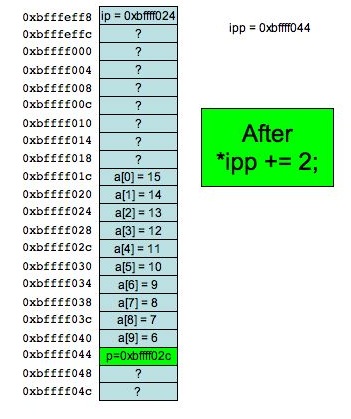 0xbfffeff8 ip = 0xbffff024
ipp = 0xbffff044
0xbfffeffc ?
0xbffff000 ?
0xbffff004 ?
0xbffff008 ?
0xbffff00c ?
0xbffff010 ?
0xbffff014 ?
0xbffff018 ?
After
*ipp += 2;
0xbffff01c a[0] = 15
0xbffff020 a[1] = 14
0xbffff024 a[2] = 13
0xbffff028 a[3] = 12
0xbffff02c a[4] = 11
0xbffff030 a[5] = 10
0xbffff034 a[6] = 9
0xbffff038 a[7] = 8
0xbffff03c a[8] = 7
0xbffff040 a[9] = 6
0xbffff044 p=0xbffff02c
0xbffff048 ?
0xbffff04c ?